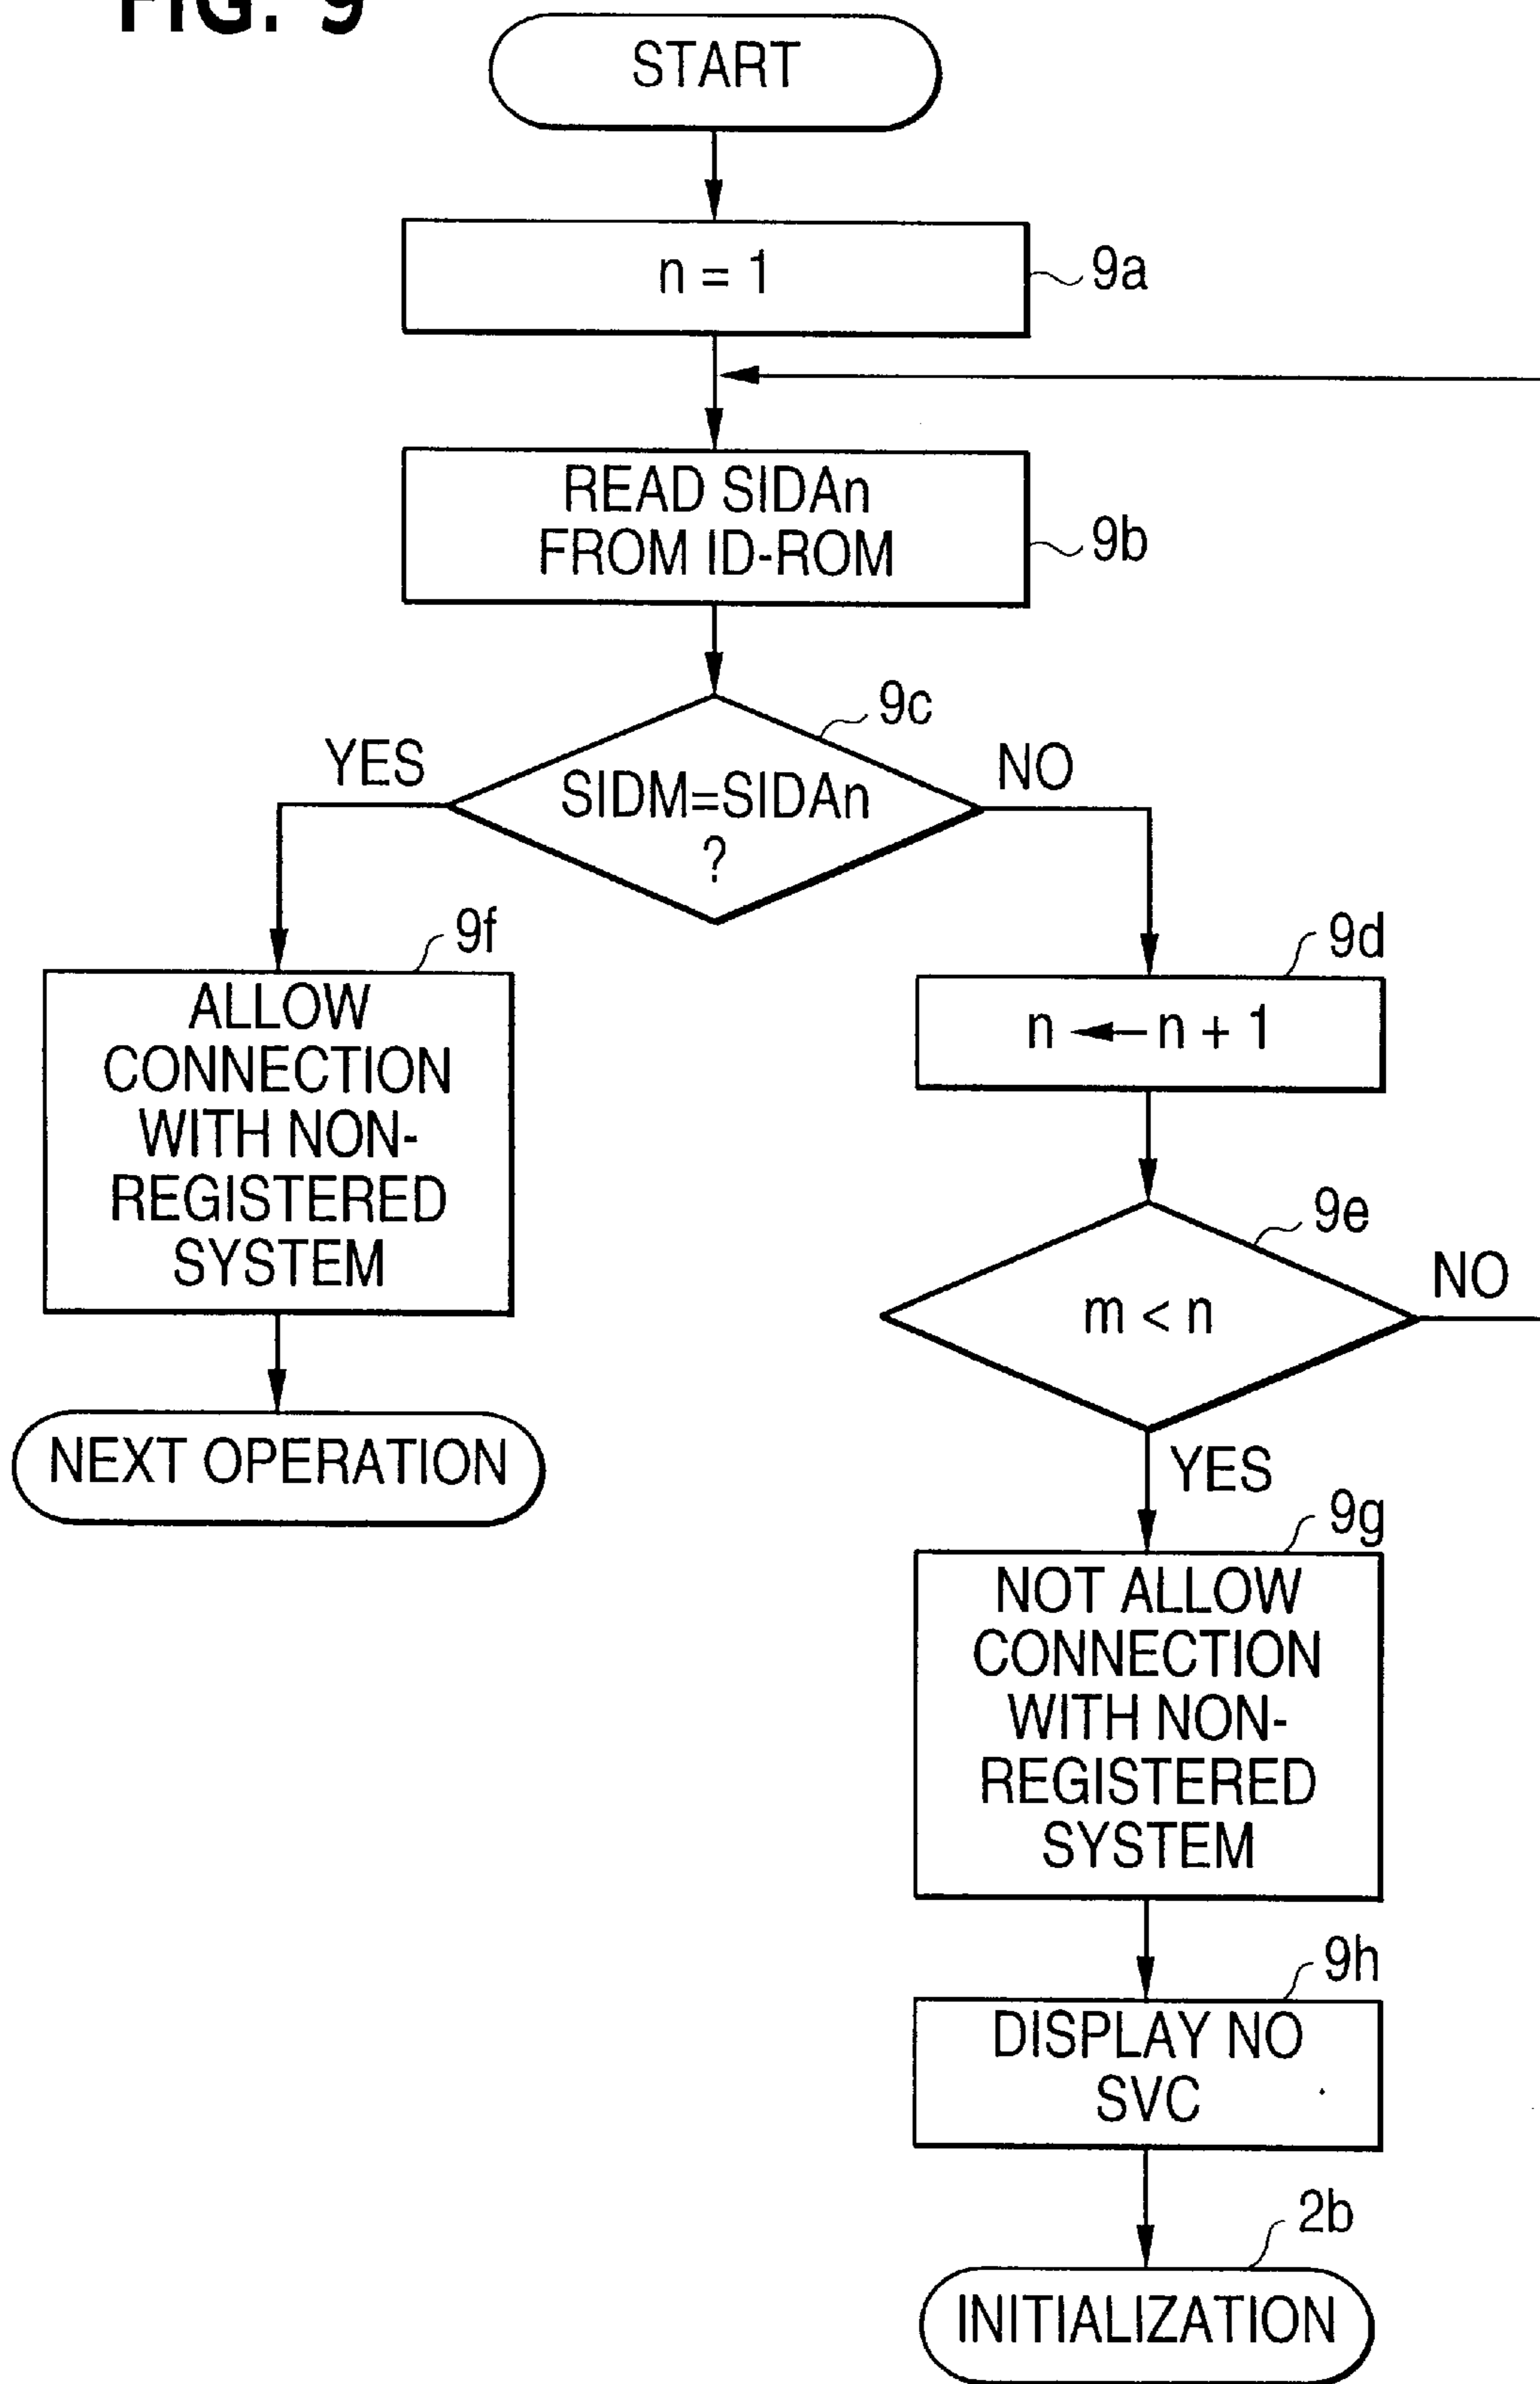 FIG. 9
START
n = 1
9a
READ SIDAn
FROM ID-ROM
9b
9c
YES
NO
SIDM=SIDAn
?
9f
ALLOW
CONNECTION
WITH NON-
REGISTERED
SYSTEM
NEXT OPERATION
9d
n ← n + 1
9e
m < n
NO
YES
9g
NOT ALLOW
CONNECTION
WITH NON-
REGISTERED
SYSTEM
9h
DISPLAY NO
SVC
2b
INITIALIZATION